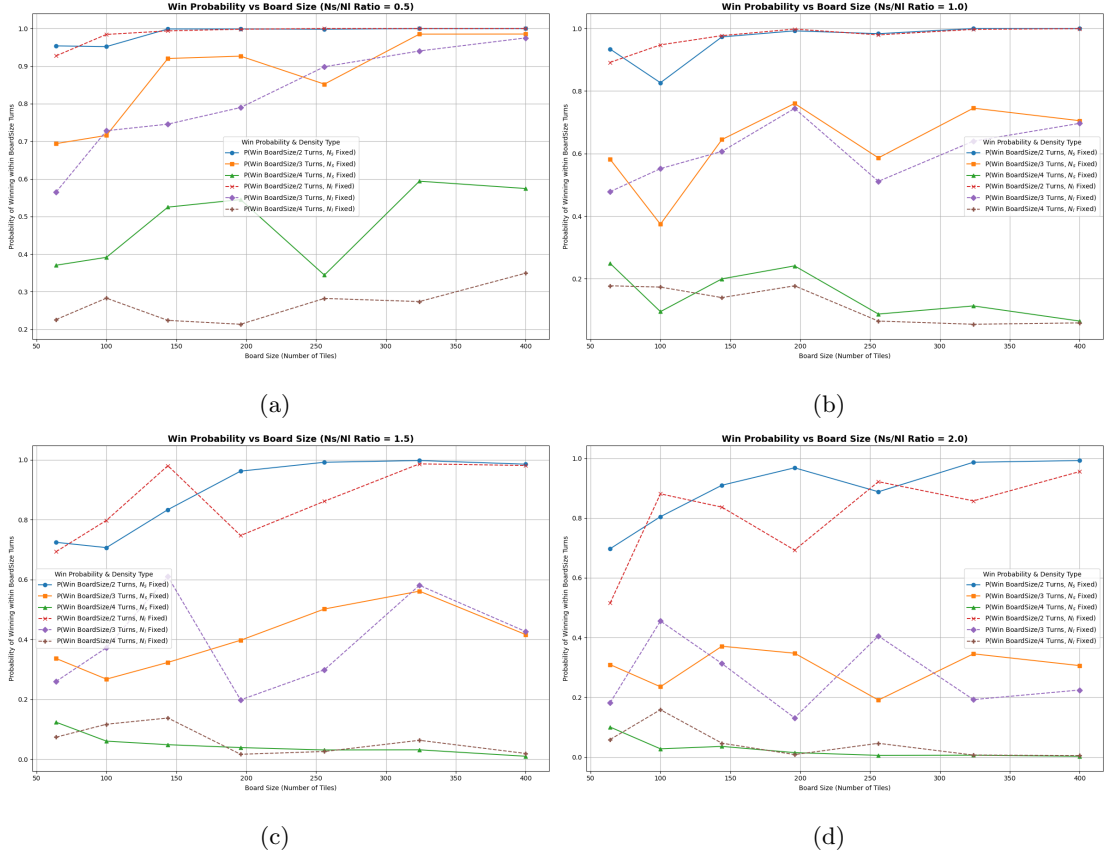 Win Probability vs Board Size (Ns/Nl Ratio = 0.5)
1.0
0.9
0.8
0.7
0.6
0.5
0.4
0.3
0.2
Probability of Winning within BoardSize Turns
Win Probability & Density Type
P(Win BoardSize/2 Turns, Ns Fixed)
P(Win BoardSize/3 Turns, Ns Fixed)
P(Win BoardSize/4 Turns, Ns Fixed)
P(Win BoardSize/2 Turns, Nl Fixed)
P(Win BoardSize/3 Turns, Nl Fixed)
P(Win BoardSize/4 Turns, Nl Fixed)
50 100 150 200 250 300 350 400
Board Size (Number of Tiles)
(a)
Win Probability vs Board Size (Ns/Nl Ratio = 1.0)
1.0
0.8
0.6
0.4
0.2
Probability of Winning within BoardSize Turns
Win Probability & Density Type
P(Win BoardSize/2 Turns, Ns Fixed)
P(Win BoardSize/3 Turns, Ns Fixed)
P(Win BoardSize/4 Turns, Ns Fixed)
P(Win BoardSize/2 Turns, Nl Fixed)
P(Win BoardSize/3 Turns, Nl Fixed)
P(Win BoardSize/4 Turns, Nl Fixed)
50 100 150 200 250 300 350 400
Board Size (Number of Tiles)
(b)
Win Probability vs Board Size (Ns/Nl Ratio = 1.5)
1.0
0.8
0.6
0.4
0.2
0.0
Probability of Winning within BoardSize Turns
Win Probability & Density Type
P(Win BoardSize/2 Turns, Ns Fixed)
P(Win BoardSize/3 Turns, Ns Fixed)
P(Win BoardSize/4 Turns, Ns Fixed)
P(Win BoardSize/2 Turns, Nl Fixed)
P(Win BoardSize/3 Turns, Nl Fixed)
P(Win BoardSize/4 Turns, Nl Fixed)
50 100 150 200 250 300 350 400
Board Size (Number of Tiles)
(c)
Win Probability vs Board Size (Ns/Nl Ratio = 2.0)
1.0
0.8
0.6
0.4
0.2
0.0
Probability of Winning within BoardSize Turns
Win Probability & Density Type
P(Win BoardSize/2 Turns, Ns Fixed)
P(Win BoardSize/3 Turns, Ns Fixed)
P(Win BoardSize/4 Turns, Ns Fixed)
P(Win BoardSize/2 Turns, Nl Fixed)
P(Win BoardSize/3 Turns, Nl Fixed)
P(Win BoardSize/4 Turns, Nl Fixed)
50 100 150 200 250 300 350 400
Board Size (Number of Tiles)
(d)